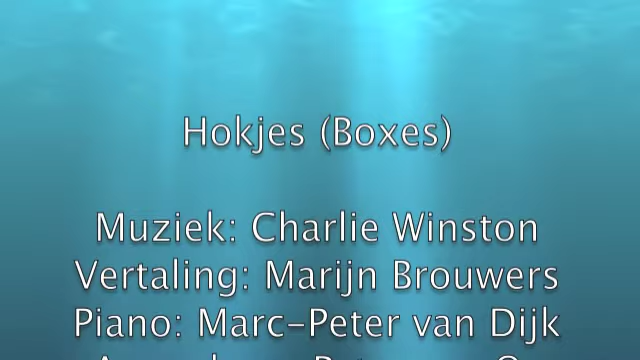 Hokjes (Boxes)
Muziek: Charlie Winston
Vertaling: Marijn Brouwers
Piano: Marc-Peter van Dijk